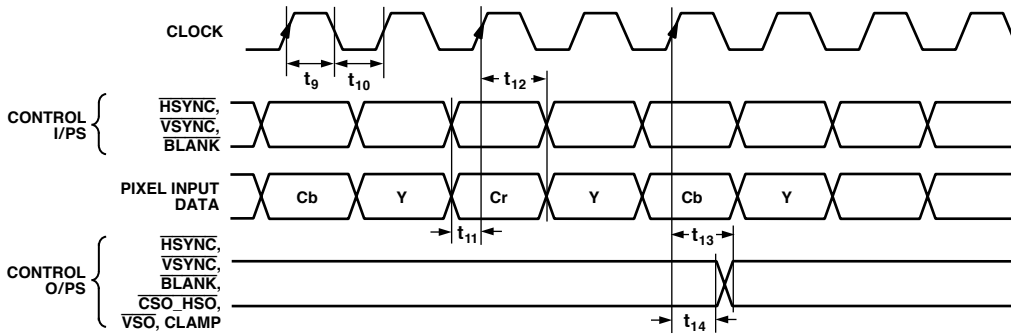 CLOCK
t9
t10
t12
CONTROL
I/PS
HSYNC,
VSYNC,
BLANK
PIXEL INPUT
DATA
Cb
Y
Cr
Y
Cb
Y
t11
t13
CONTROL
O/PS
HSYNC,
VSYNC,
BLANK,
CSO_HSO,
VSO, CLAMP
t14